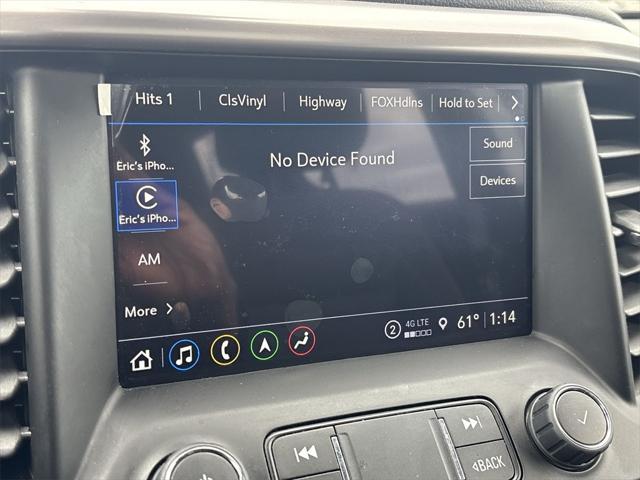 Hits 1 ClsVinyl Highway FOXHdlns Hold to Set
Eric's iPho...
No Device Found
Sound
Eric's iPho...
Devices
AM
More
2 4G LTE 61° 1:14
BACK